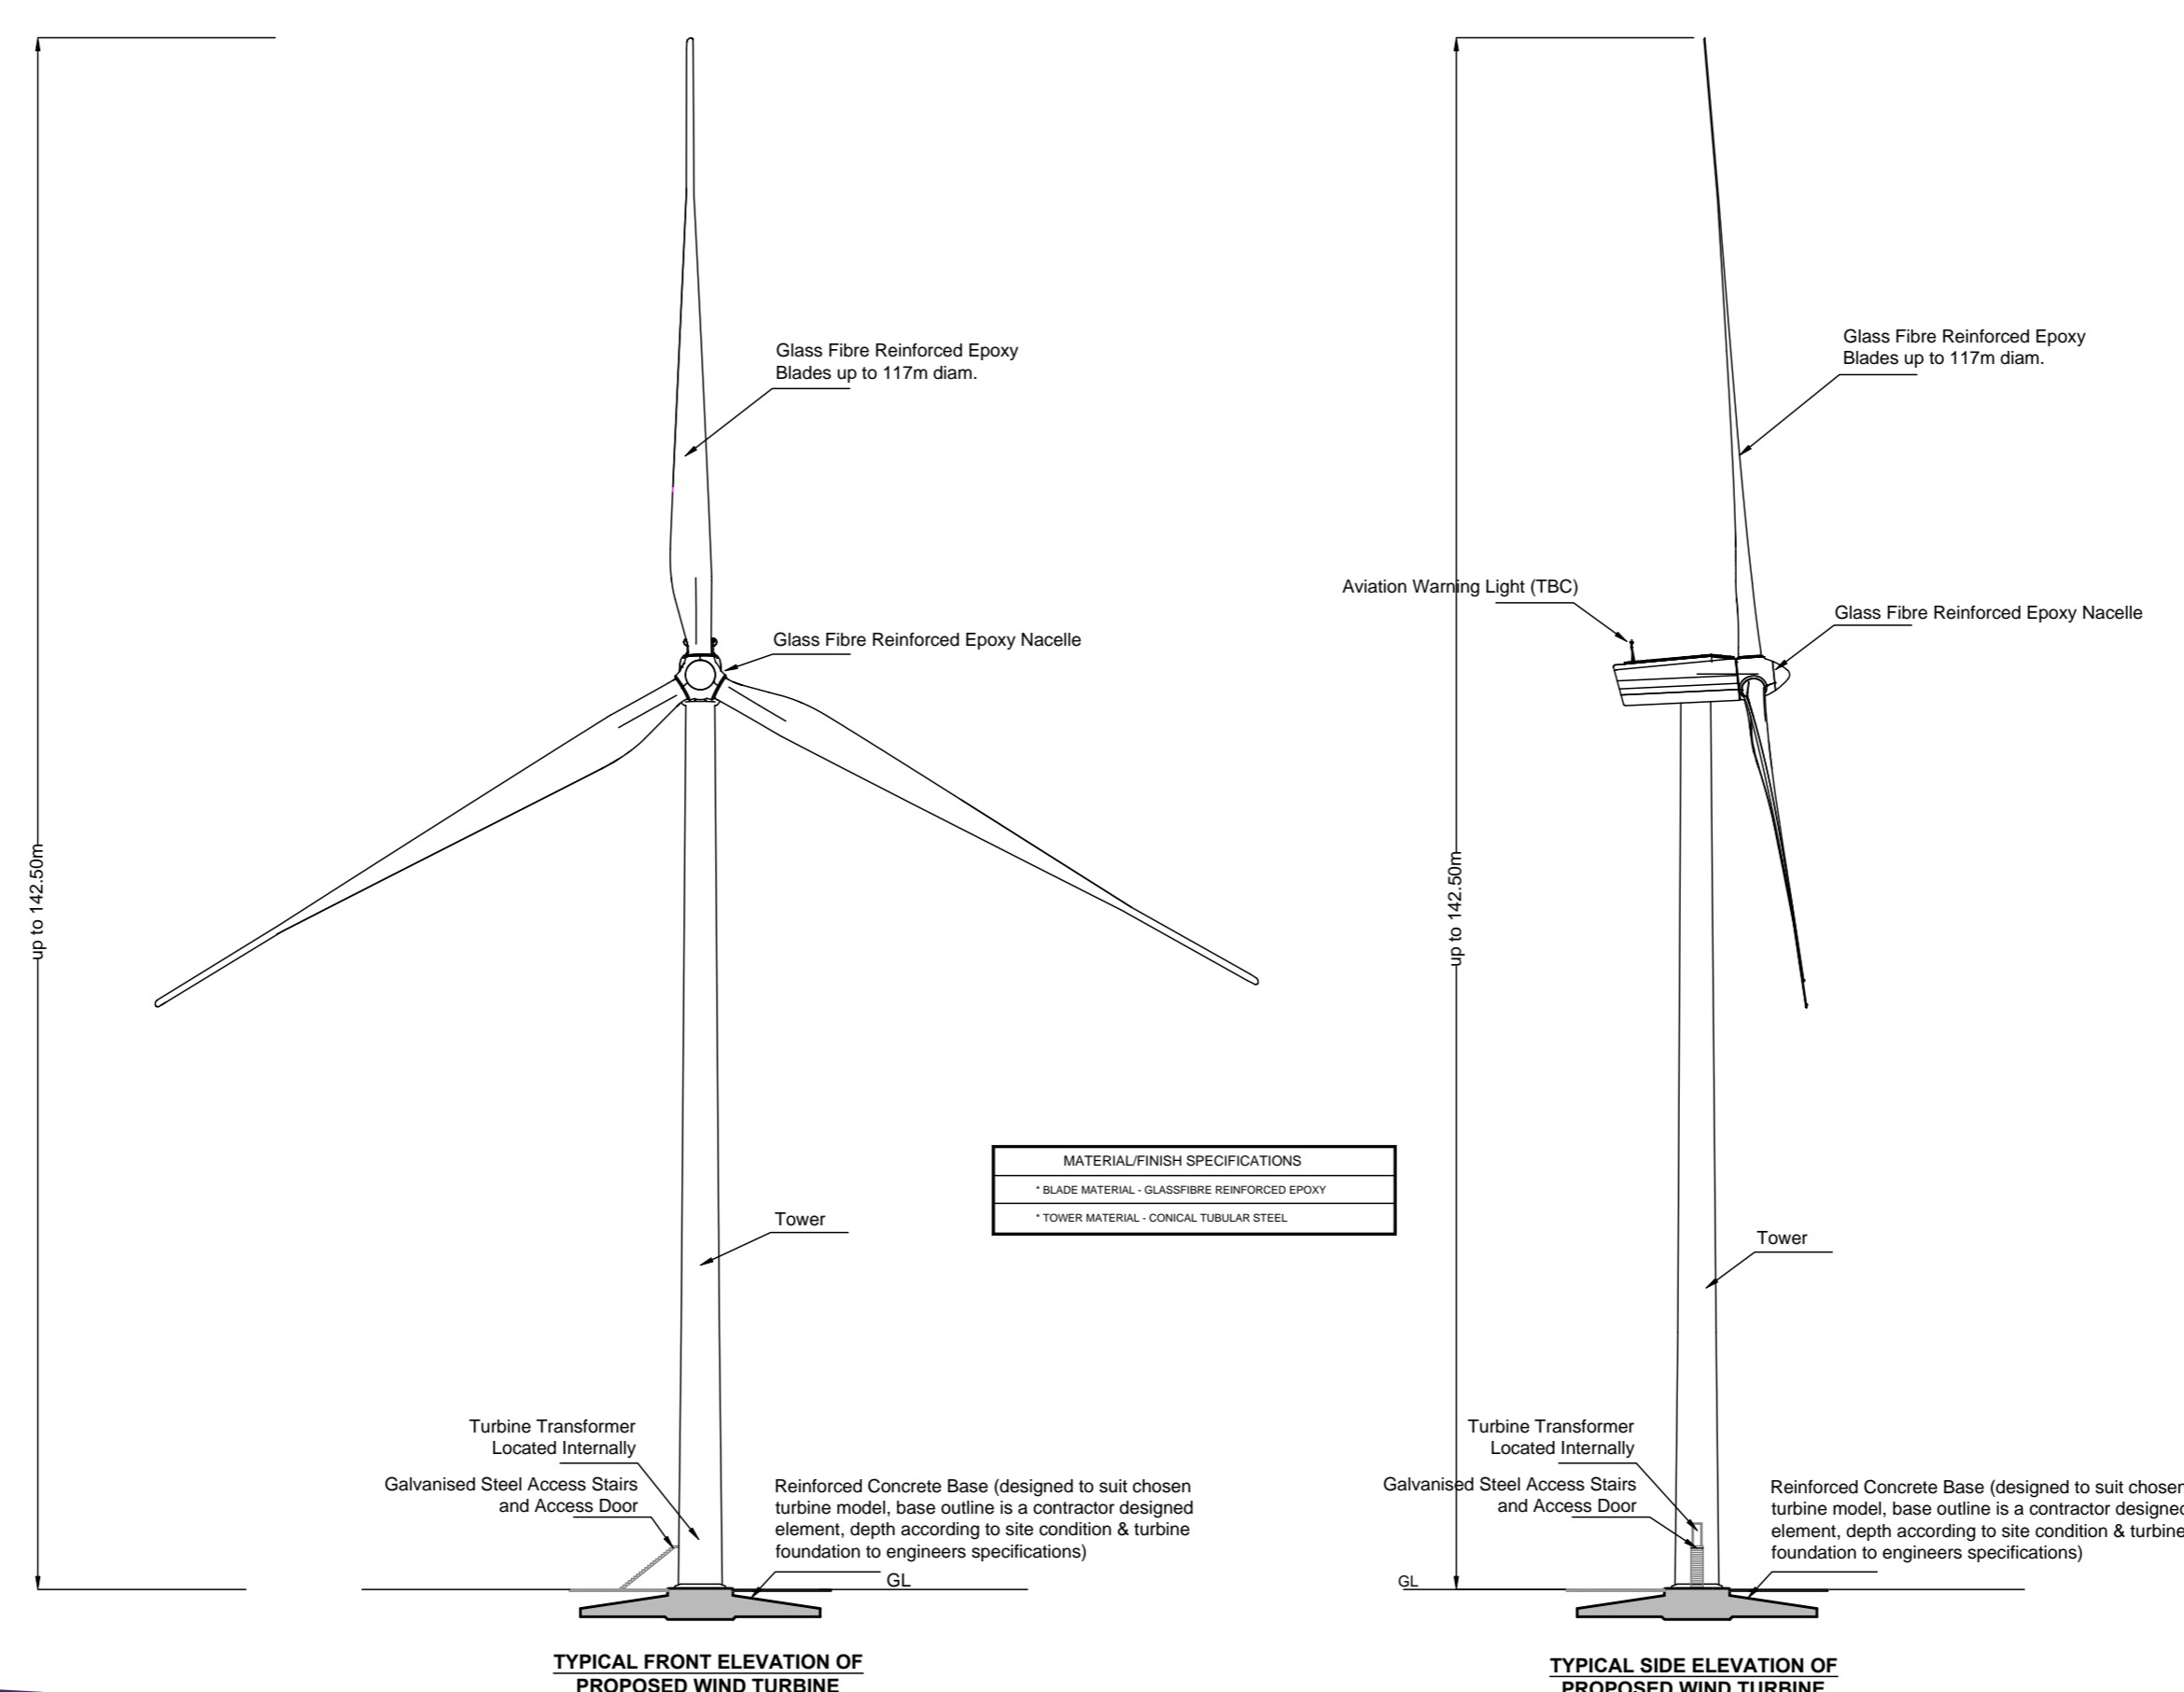 Glass Fibre Reinforced Epoxy
Blades up to 117m diam.
Glass Fibre Reinforced Epoxy Nacelle
up to 142.50m
Tower
Turbine Transformer
Located Internally
Galvanised Steel Access Stairs
and Access Door
Reinforced Concrete Base (designed to suit chosen
turbine model, base outline is a contractor designed
element, depth according to site condition & turbine
foundation to engineers specifications)
GL
TYPICAL FRONT ELEVATION OF
PROPOSED WIND TURBINE
MATERIAL/FINISH SPECIFICATIONS
* BLADE MATERIAL - GLASSFIBRE REINFORCED EPOXY
* TOWER MATERIAL - CONICAL TUBULAR STEEL
Glass Fibre Reinforced Epoxy
Blades up to 117m diam.
Aviation Warning Light (TBC)
Glass Fibre Reinforced Epoxy Nacelle
up to 142.50m
Tower
Turbine Transformer
Located Internally
Galvanised Steel Access Stairs
and Access Door
Reinforced Concrete Base (designed to suit chosen
turbine model, base outline is a contractor designed
element, depth according to site condition & turbine
foundation to engineers specifications)
GL
TYPICAL SIDE ELEVATION OF
PROPOSED WIND TURBINE